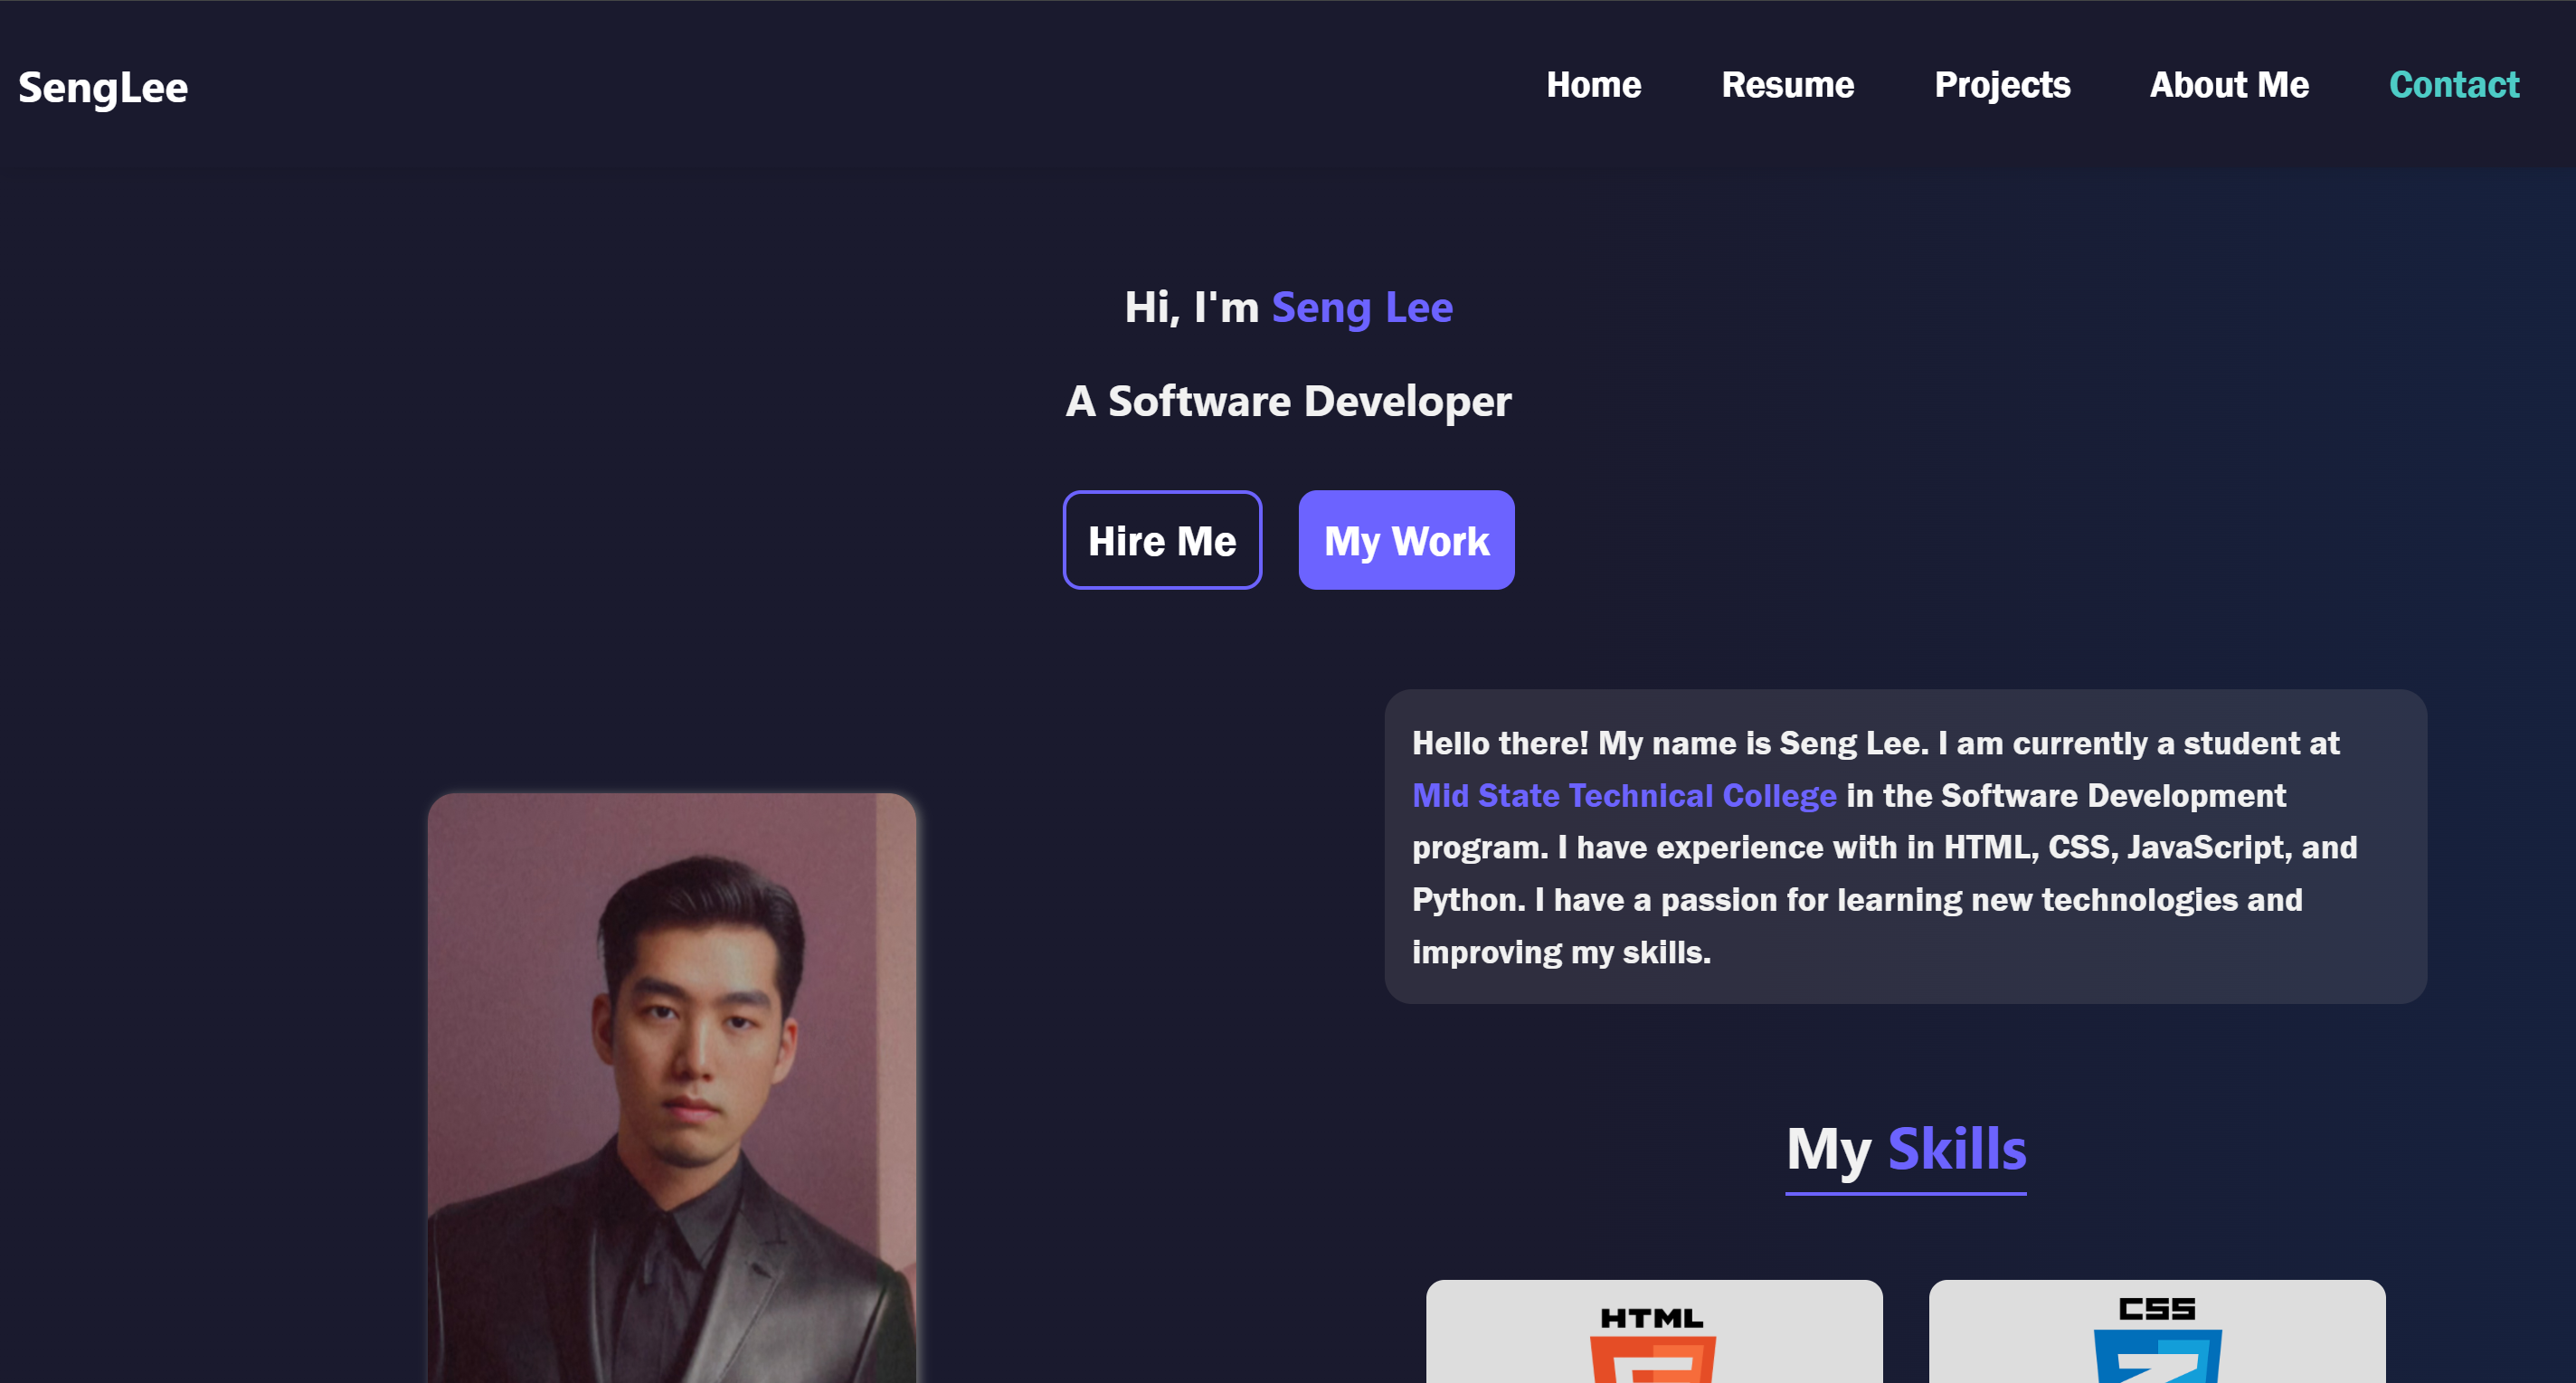 SengLee
Home Resume Projects About Me Contact
Hi, I'm Seng Lee
A Software Developer
Hire Me My Work
Hello there! My name is Seng Lee. I am currently a student at
Mid State Technical College in the Software Development
program. I have experience with in HTML, CSS, JavaScript, and
Python. I have a passion for learning new technologies and
improving my skills.
My Skills
HTML CSS